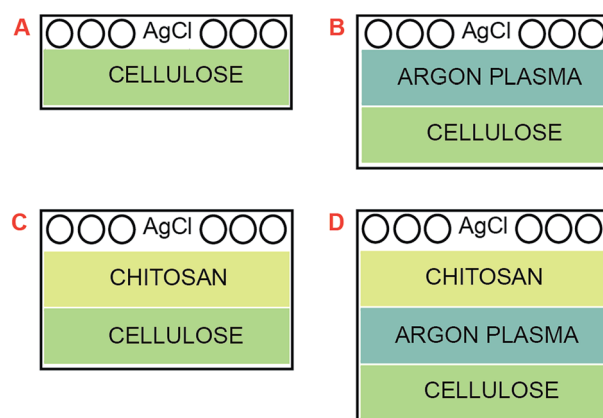 A
AgCl
CELLULOSE
B
AgCl
ARGON PLASMA
CELLULOSE
C
AgCl
CHITOSAN
CELLULOSE
D
AgCl
CHITOSAN
ARGON PLASMA
CELLULOSE